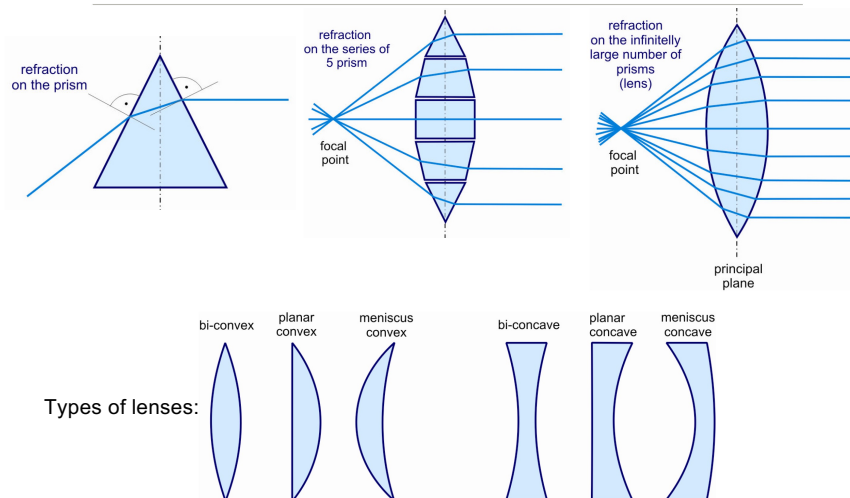 refraction
on the prism
refraction
on the series of
5 prism
focal
point
refraction
on the infinitelly
large number of
prisms
(lens)
focal
point
principal
plane
Types of lenses:
bi-convex
planar
convex
meniscus
convex
bi-concave
planar
concave
meniscus
concave